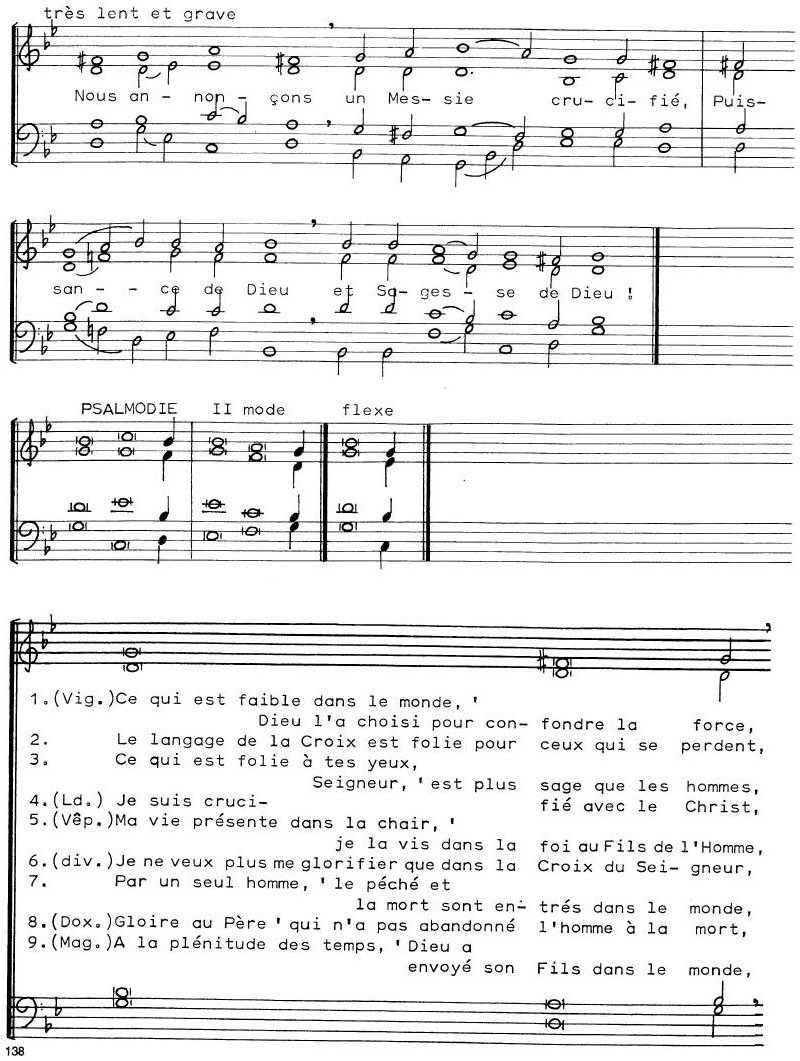 très lent et grave
Nous an - non - çons un Mes- sie cru- ci- fié, Puis-
san - - ce de Dieu et Sa- ges - se de Dieu !
PSALMODIE II mode flexe
1.(Vig.)Ce qui est faible dans le monde,'
Dieu l'a choisi pour con- fondre la force,
2. Le langage de la Croix est folie pour ceux qui se perdent,
3. Ce qui est folie à tes yeux,
Seigneur,'est plus sage que les hommes,
4.(Ld.) Je suis cruci- fié avec le Christ,
5.(Vêp.)Ma vie présente dans la chair,'
je la vis dans la foi au Fils de l'Homme,
6.(div.)Je ne veux plus me glorifier que dans la Croix du Sei- gneur,
7. Par un seul homme,'le péché et
la mort sont en- trés dans le monde,
8.(Dox.)Gloire au Père'qui n'a pas abandonné l'homme à la mort,
9.(Mag.)A la plénitude des temps,'Dieu a
envoyé son Fils dans le monde,
138